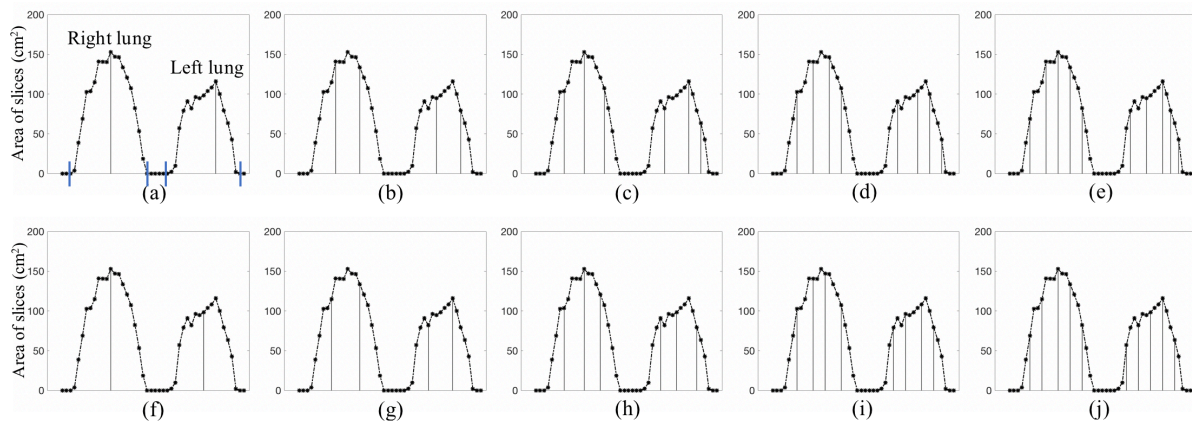 200 200 200 200 200
Right lung
150 150 150 150 150
Left lung
100 100 100 100 100
50 50 50 50 50
0 0 0 0 0
Area of slices (cm²)
(a) (b) (c) (d) (e)
200 200 200 200 200
150 150 150 150 150
100 100 100 100 100
50 50 50 50 50
0 0 0 0 0
Area of slices (cm²)
(f) (g) (h) (i) (j)